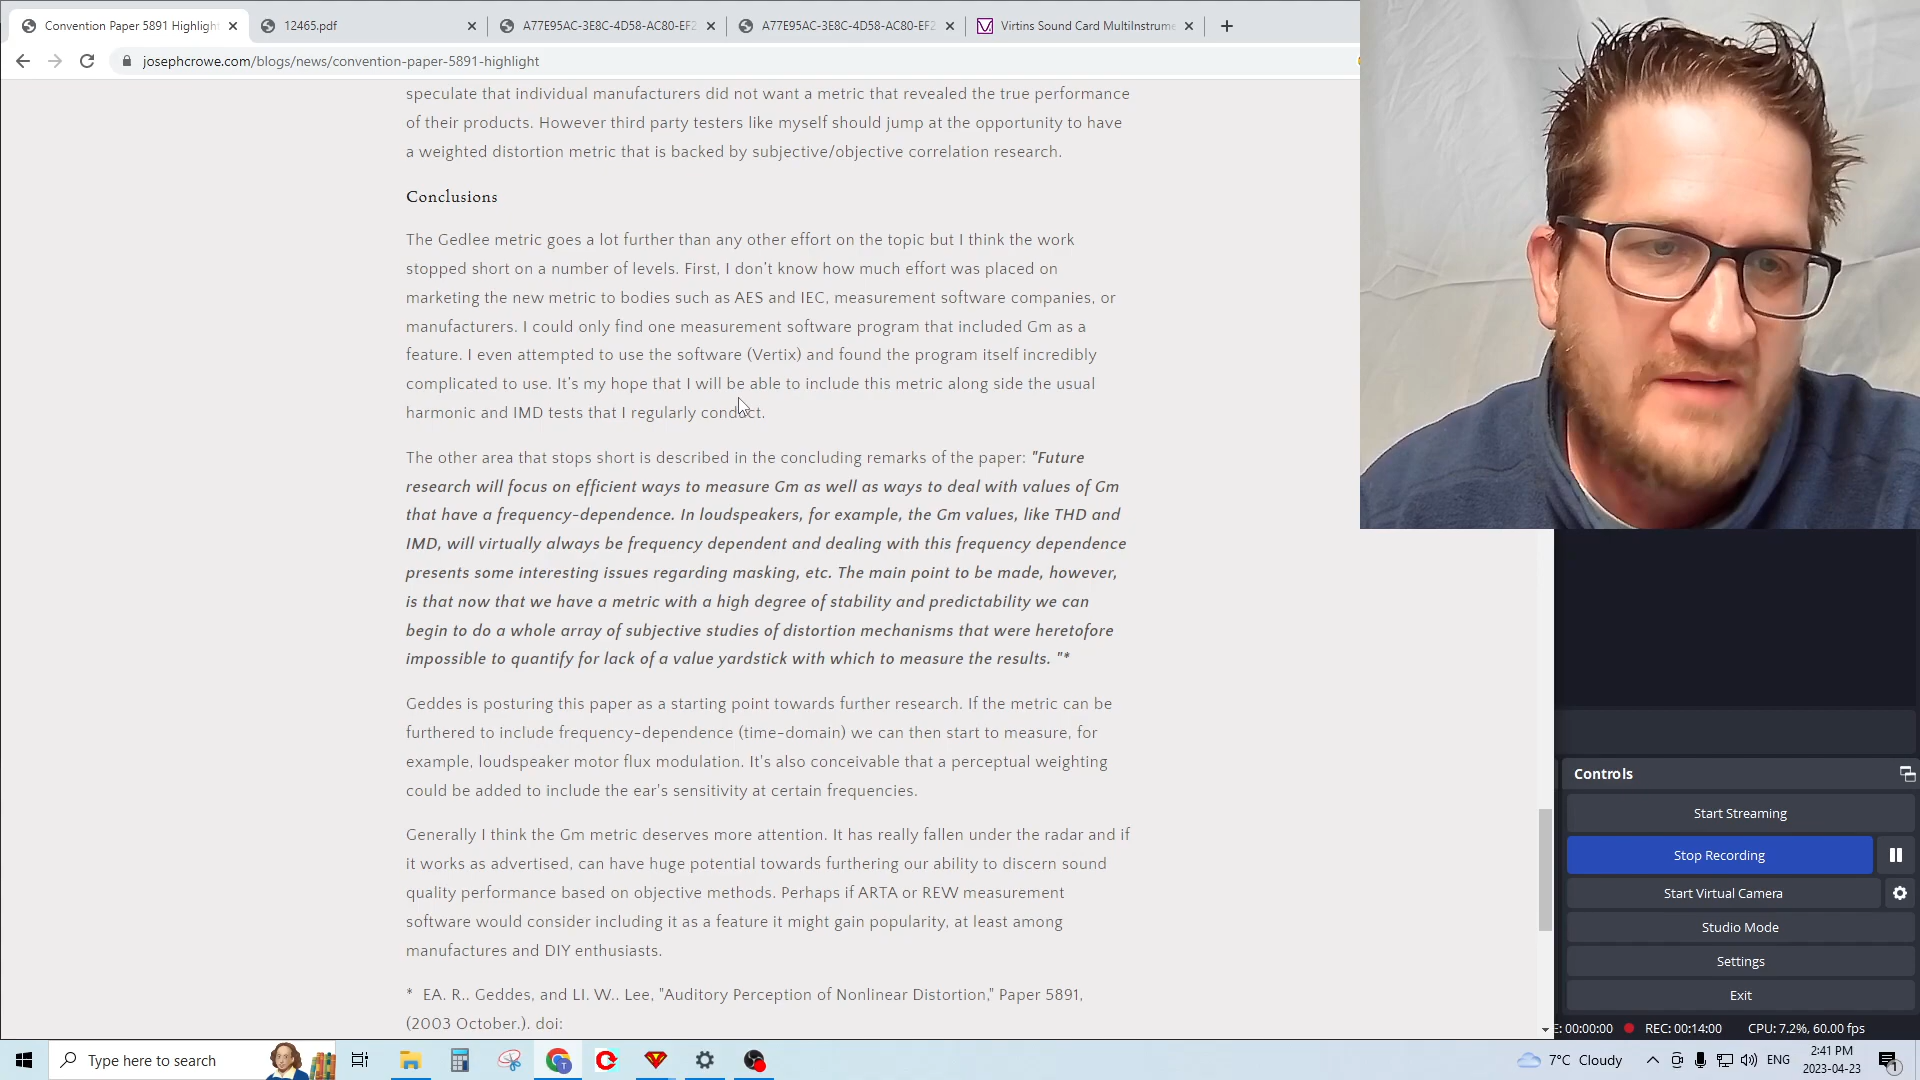 Convention Paper 5891 Highlight
12465.pdf
A77E95AC-3E8C-4D58-AC80-EF2
A77E95AC-3E8C-4D58-AC80-EF2
Virtins Sound Card MultiInstrume
josephcrowe.com/blogs/news/convention-paper-5891-highlight
speculate that individual manufacturers did not want a metric that revealed the true performance
of their products. However third party testers like myself should jump at the opportunity to have
a weighted distortion metric that is backed by subjective/objective correlation research.
Conclusions
The Gedlee metric goes a lot further than any other effort on the topic but I think the work
stopped short on a number of levels. First, I don't know how much effort was placed on
marketing the new metric to bodies such as AES and IEC, measurement software companies, or
manufacturers. I could only find one measurement software program that included Gm as a
feature. I even attempted to use the software (Vertix) and found the program itself incredibly
complicated to use. It's my hope that I will be able to include this metric along side the usual
harmonic and IMD tests that I regularly conduct.
The other area that stops short is described in the concluding remarks of the paper: "Future
research will focus on efficient ways to measure Gm as well as ways to deal with values of Gm
that have a frequency-dependence. In loudspeakers, for example, the Gm values, like THD and
IMD, will virtually always be frequency dependent and dealing with this frequency dependence
presents some interesting issues regarding masking, etc. The main point to be made, however,
is that now that we have a metric with a high degree of stability and predictability we can
begin to do a whole array of subjective studies of distortion mechanisms that were heretofore
impossible to quantify for lack of a value yardstick with which to measure the results. "*
Geddes is posturing this paper as a starting point towards further research. If the metric can be
furthered to include frequency-dependence (time-domain) we can then start to measure, for
example, loudspeaker motor flux modulation. It's also conceivable that a perceptual weighting
could be added to include the ear's sensitivity at certain frequencies.
Generally I think the Gm metric deserves more attention. It has really fallen under the radar and if
it works as advertised, can have huge potential towards furthering our ability to discern sound
quality performance based on objective methods. Perhaps if ARTA or REW measurement
software would consider including it as a feature it might gain popularity, at least among
manufactures and DIY enthusiasts.
* EA. R.. Geddes, and LI. W.. Lee, "Auditory Perception of Nonlinear Distortion," Paper 5891,
(2003 October.). doi:
Controls
Start Streaming
Stop Recording
Start Virtual Camera
Studio Mode
Settings
Exit
E: 00:00:00 REC: 00:14:00 CPU: 7.2%, 60.00 fps
Type here to search
7°C Cloudy
ENG
2:41 PM
2023-04-23
1